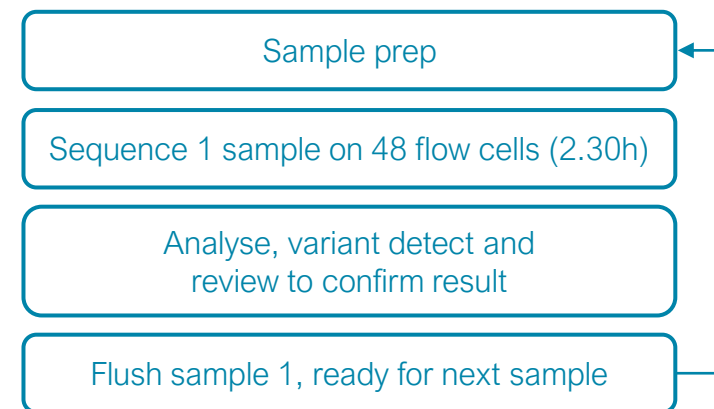 Sample prep
Sequence 1 sample on 48 flow cells (2.30h)
Analyse, variant detect and
review to confirm result
Flush sample 1, ready for next sample